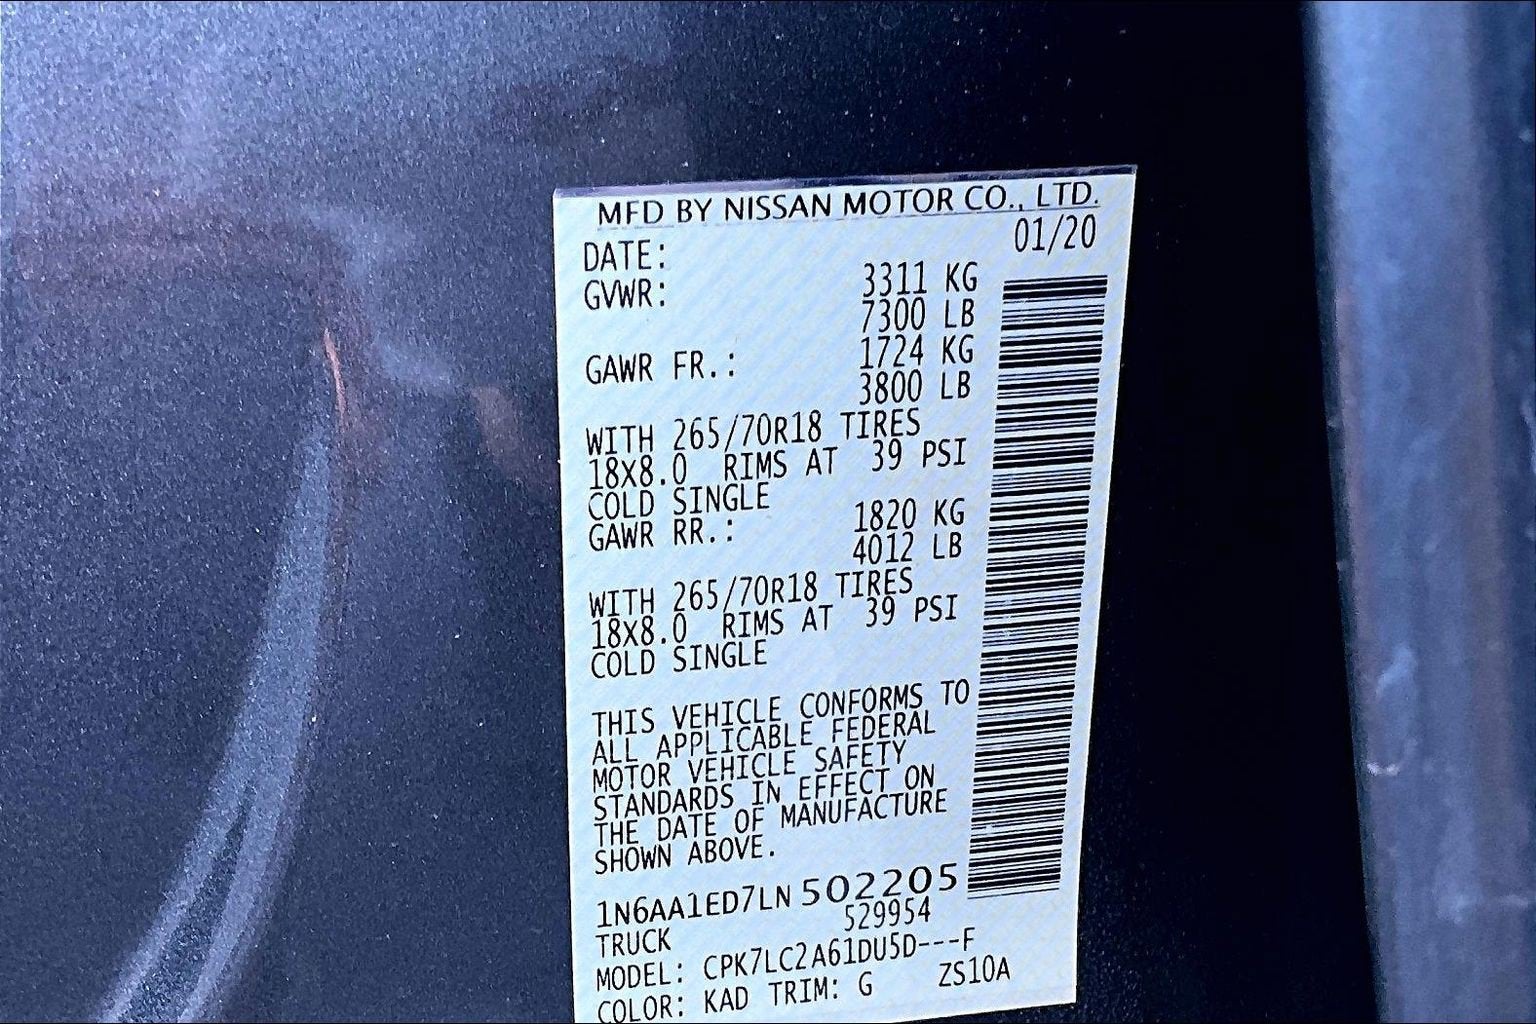 MFD BY NISSAN MOTOR CO., LTD.
DATE: 01/20
GVWR: 3311 KG
7300 LB
GAWR FR.: 1724 KG
3800 LB
WITH 265/70R18 TIRES
18X8.0 RIMS AT 39 PSI
COLD SINGLE
GAWR RR.: 1820 KG
4012 LB
WITH 265/70R18 TIRES
18X8.0 RIMS AT 39 PSI
COLD SINGLE
THIS VEHICLE CONFORMS TO
ALL APPLICABLE FEDERAL
MOTOR VEHICLE SAFETY
STANDARDS IN EFFECT ON
THE DATE OF MANUFACTURE
SHOWN ABOVE.
1N6AA1ED7LN502205
529954
TRUCK
MODEL: CPK7LC2A61DU5D---F
COLOR: KAD TRIM: G ZS10A